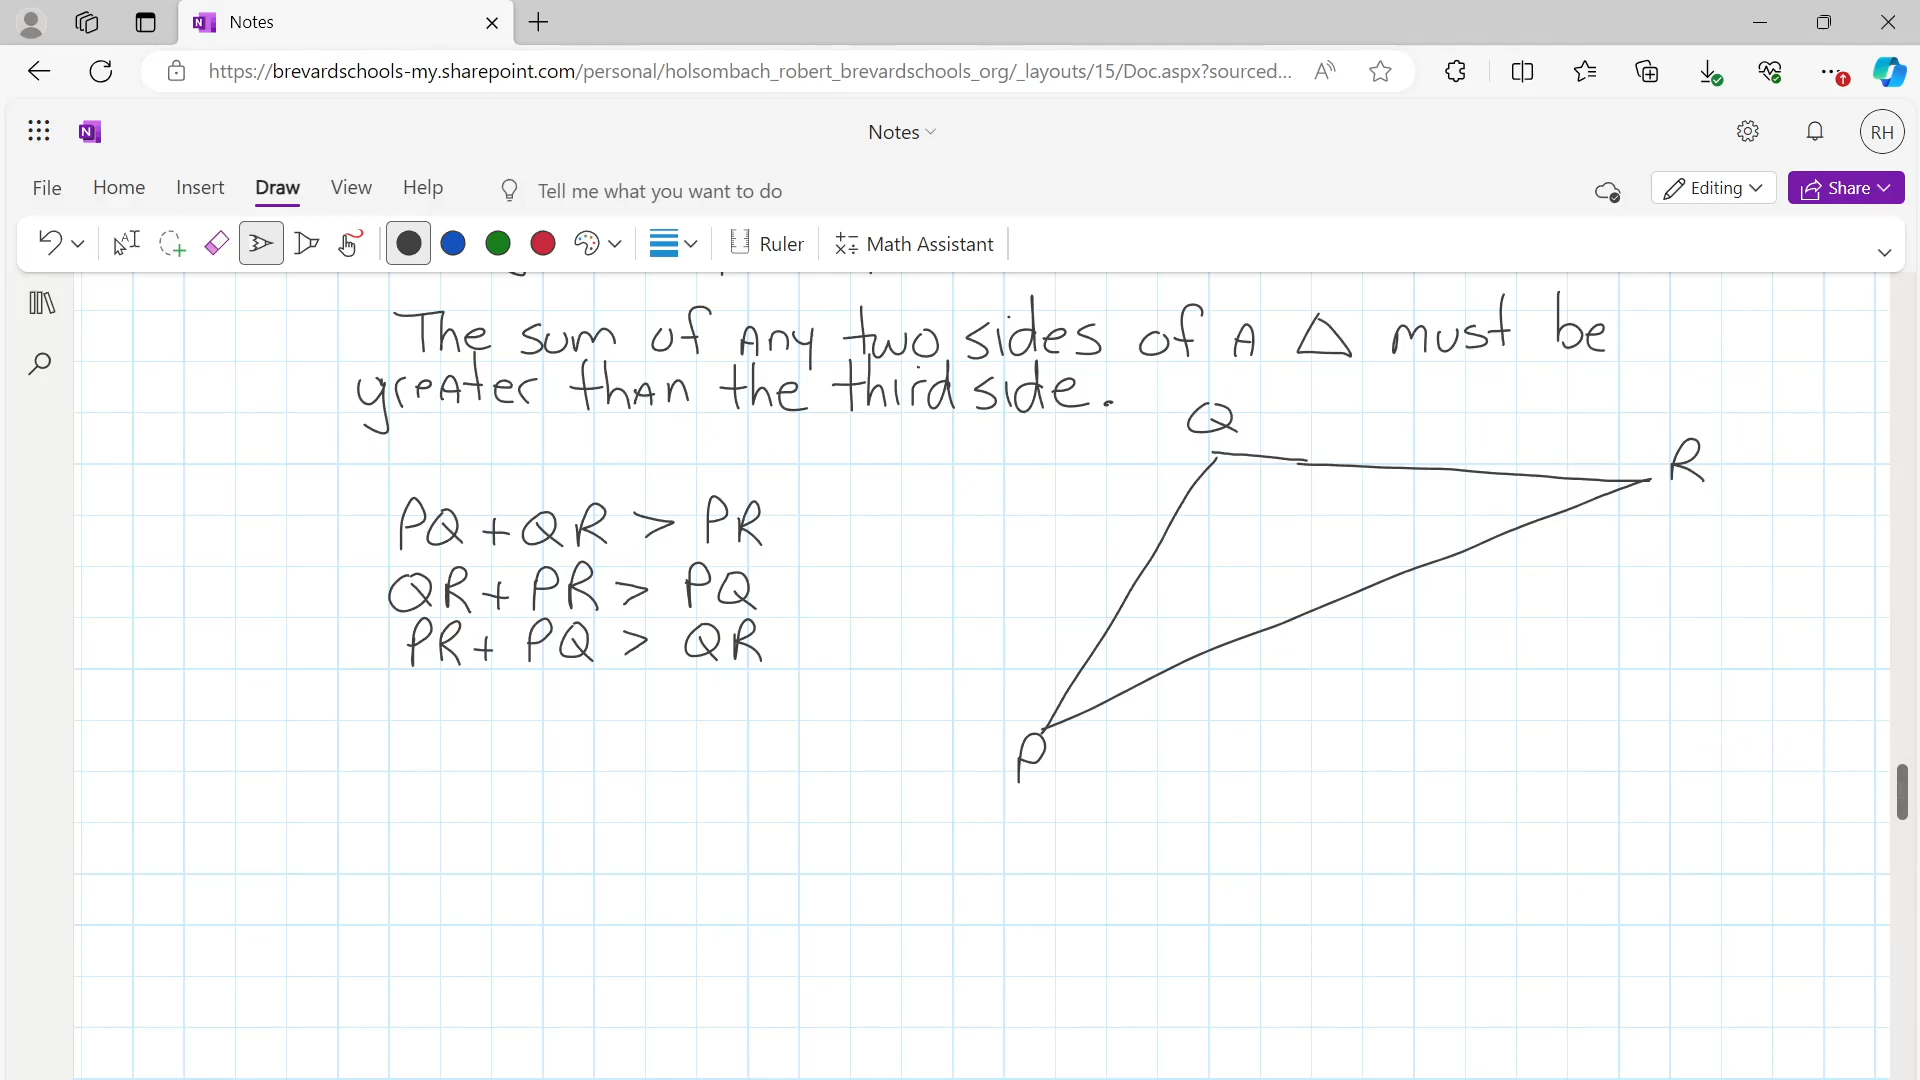 Notes
https://brevardschools-my.sharepoint.com/personal/holsombach_robert_brevardschools_org/_layouts/15/Doc.aspx?sourced...
Notes
RH
File Home Insert Draw View Help Tell me what you want to do Editing Share
Ruler Math Assistant
The sum of Any two sides of A △ must be
greater than the third side.
Q
R
PQ + QR > PR
QR + PR > PQ
PR + PQ > QR
P